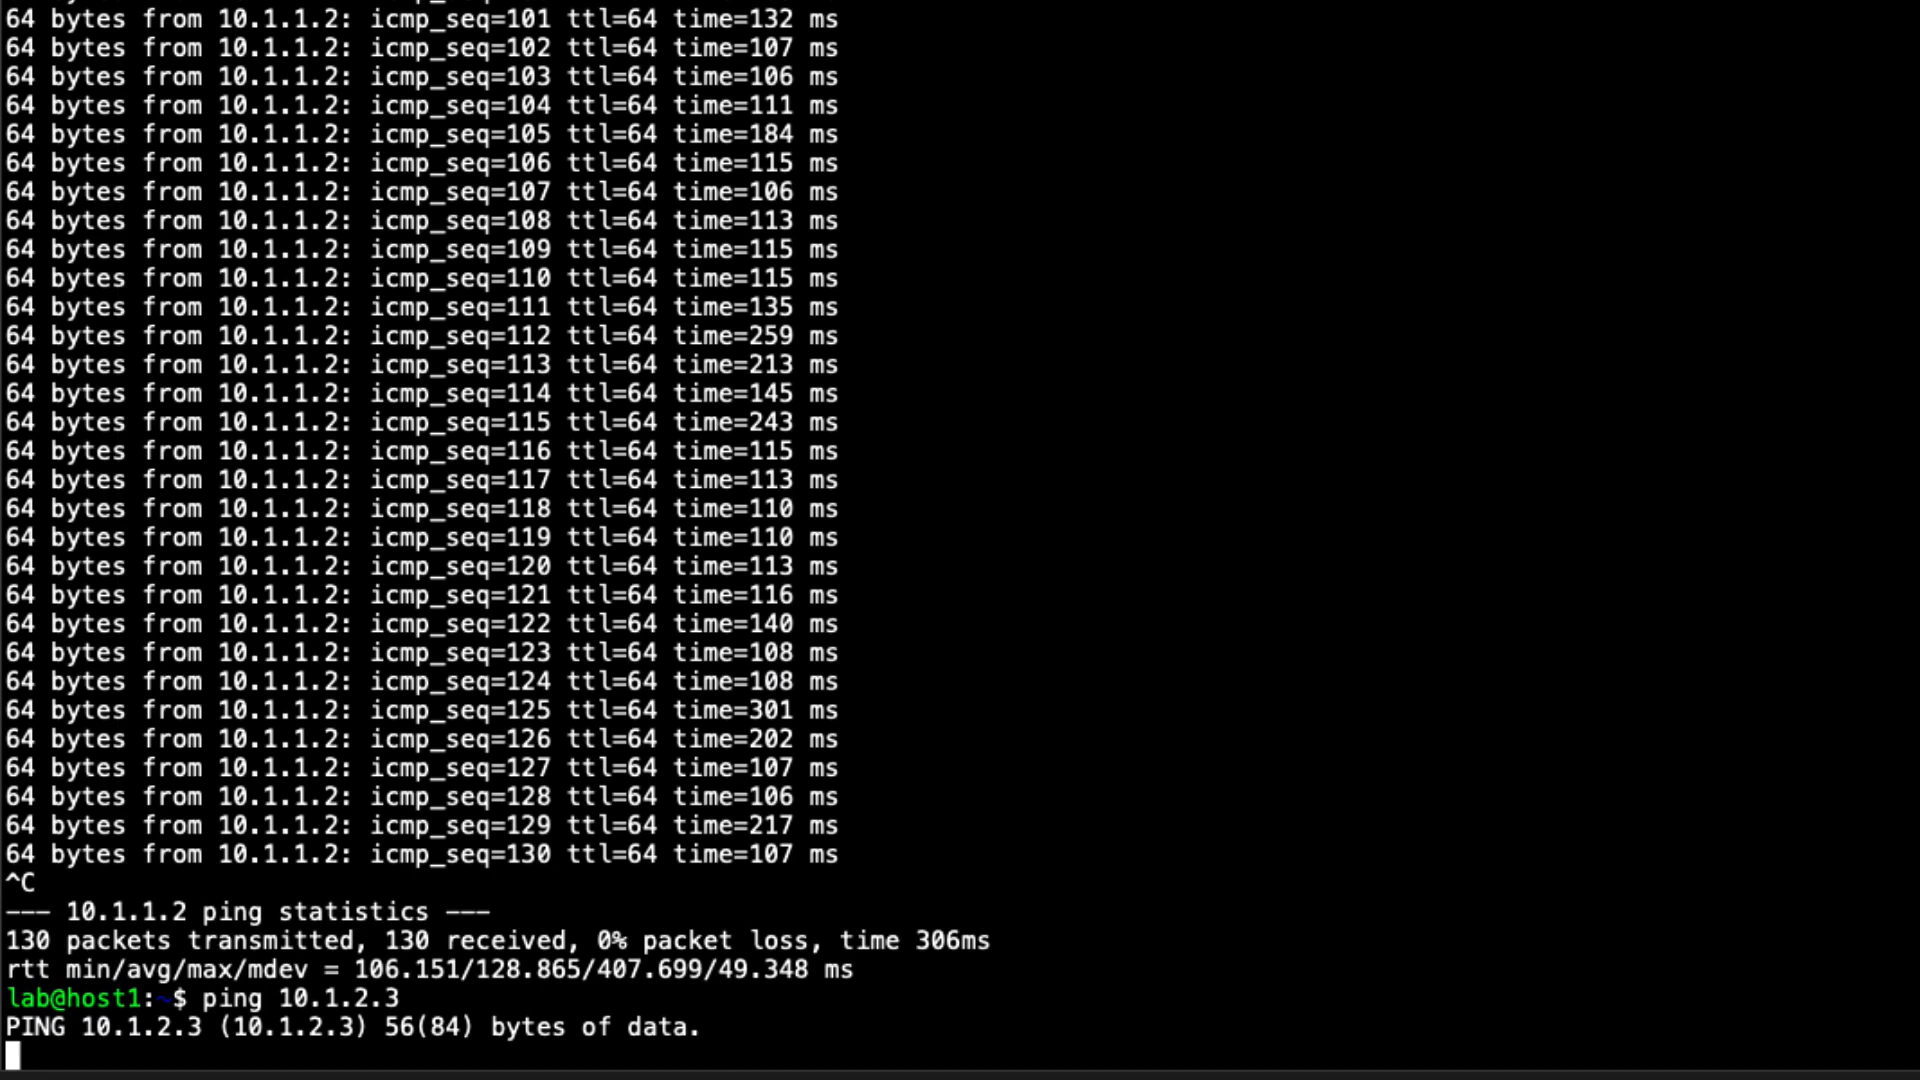 64 bytes from 10.1.1.2: icmp_seq=101 ttl=64 time=132 ms
64 bytes from 10.1.1.2: icmp_seq=102 ttl=64 time=107 ms
64 bytes from 10.1.1.2: icmp_seq=103 ttl=64 time=106 ms
64 bytes from 10.1.1.2: icmp_seq=104 ttl=64 time=111 ms
64 bytes from 10.1.1.2: icmp_seq=105 ttl=64 time=184 ms
64 bytes from 10.1.1.2: icmp_seq=106 ttl=64 time=115 ms
64 bytes from 10.1.1.2: icmp_seq=107 ttl=64 time=106 ms
64 bytes from 10.1.1.2: icmp_seq=108 ttl=64 time=113 ms
64 bytes from 10.1.1.2: icmp_seq=109 ttl=64 time=115 ms
64 bytes from 10.1.1.2: icmp_seq=110 ttl=64 time=115 ms
64 bytes from 10.1.1.2: icmp_seq=111 ttl=64 time=135 ms
64 bytes from 10.1.1.2: icmp_seq=112 ttl=64 time=259 ms
64 bytes from 10.1.1.2: icmp_seq=113 ttl=64 time=213 ms
64 bytes from 10.1.1.2: icmp_seq=114 ttl=64 time=145 ms
64 bytes from 10.1.1.2: icmp_seq=115 ttl=64 time=243 ms
64 bytes from 10.1.1.2: icmp_seq=116 ttl=64 time=115 ms
64 bytes from 10.1.1.2: icmp_seq=117 ttl=64 time=113 ms
64 bytes from 10.1.1.2: icmp_seq=118 ttl=64 time=110 ms
64 bytes from 10.1.1.2: icmp_seq=119 ttl=64 time=110 ms
64 bytes from 10.1.1.2: icmp_seq=120 ttl=64 time=113 ms
64 bytes from 10.1.1.2: icmp_seq=121 ttl=64 time=116 ms
64 bytes from 10.1.1.2: icmp_seq=122 ttl=64 time=140 ms
64 bytes from 10.1.1.2: icmp_seq=123 ttl=64 time=108 ms
64 bytes from 10.1.1.2: icmp_seq=124 ttl=64 time=108 ms
64 bytes from 10.1.1.2: icmp_seq=125 ttl=64 time=301 ms
64 bytes from 10.1.1.2: icmp_seq=126 ttl=64 time=202 ms
64 bytes from 10.1.1.2: icmp_seq=127 ttl=64 time=107 ms
64 bytes from 10.1.1.2: icmp_seq=128 ttl=64 time=106 ms
64 bytes from 10.1.1.2: icmp_seq=129 ttl=64 time=217 ms
64 bytes from 10.1.1.2: icmp_seq=130 ttl=64 time=107 ms
^C
--- 10.1.1.2 ping statistics ---
130 packets transmitted, 130 received, 0% packet loss, time 306ms
rtt min/avg/max/mdev = 106.151/128.865/407.699/49.348 ms
lab@host1:~$ ping 10.1.2.3
PING 10.1.2.3 (10.1.2.3) 56(84) bytes of data.